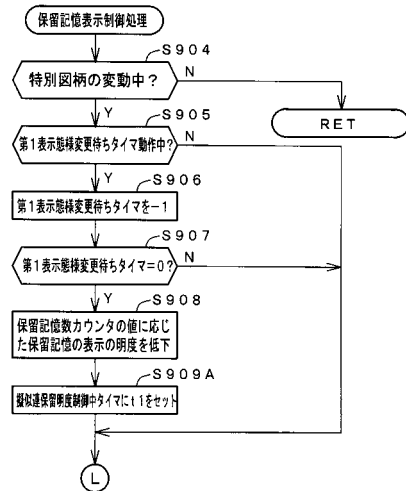 保留記憶表示制御処理
S904
特別図柄の変動中？
N
Y
RET
S905
第1表示態様変更待ちタイマ動作中？
N
Y
S906
第1表示態様変更待ちタイマを－1
S907
第1表示態様変更待ちタイマ＝0？
N
Y
S908
保留記憶数カウンタの値に応じ
た保留記憶の表示の明度を低下
S909A
擬似連保留明度制御中タイマにt1をセット
L